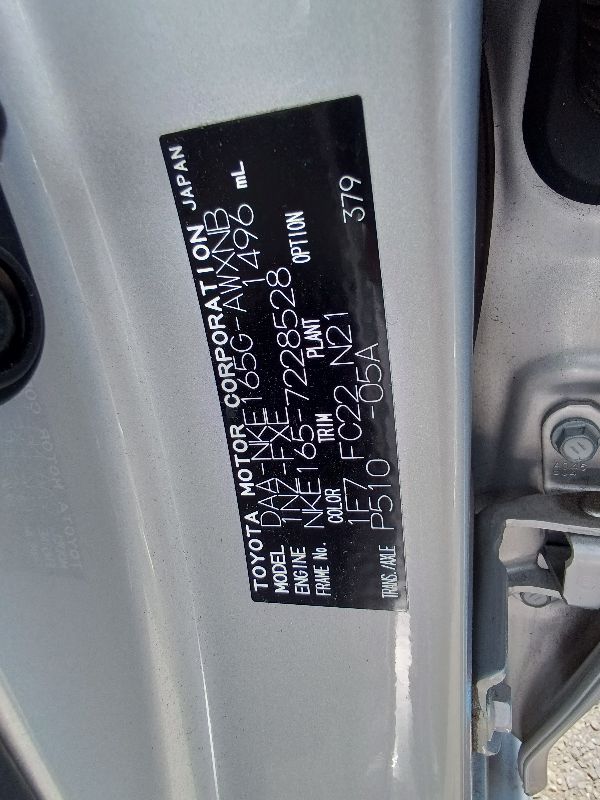 TOYOTA MOTOR CORPORATION JAPAN
MODEL DAA-NKE165G-AWXNB
ENGINE 1NZ-FXE 1496 mL
FRAME No. NKE165-7228528
COLOR TRIM PLANT OPTION
1F7 FC22 N21 379
TRANS./AXLE P510 -05A